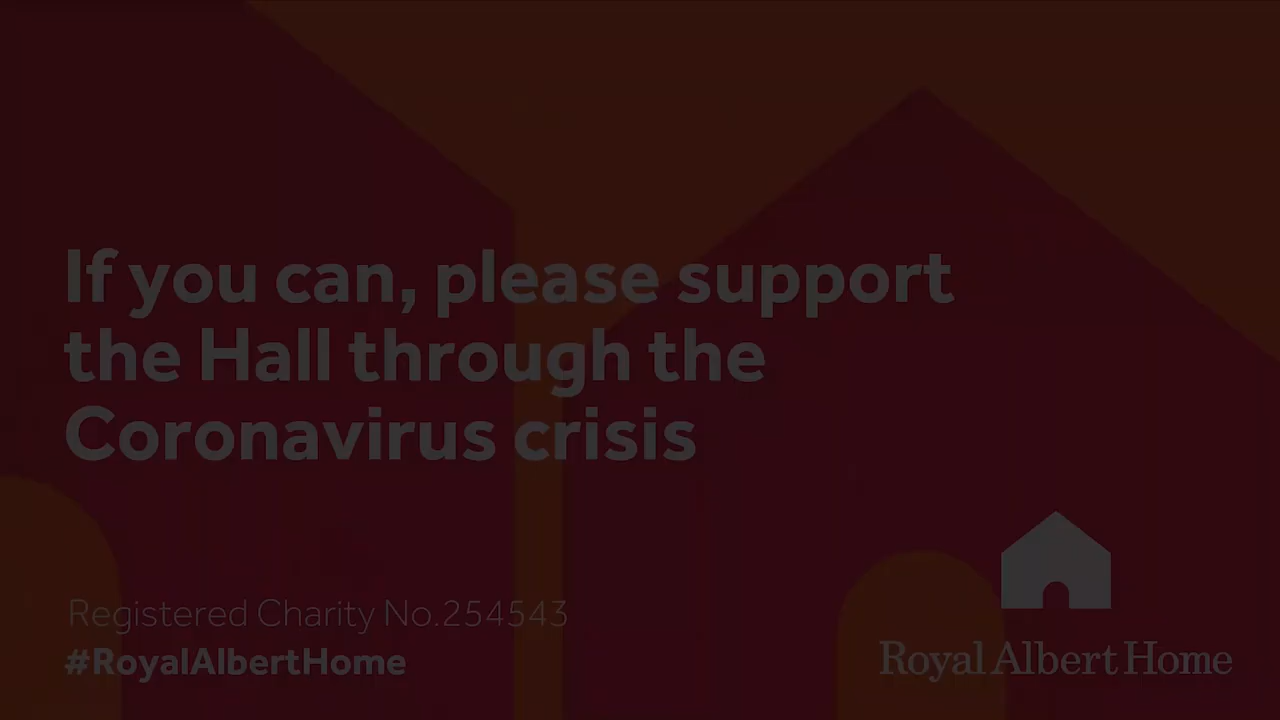 If you can, please support
the Hall through the
Coronavirus crisis
Registered Charity No.254543
#RoyalAlbertHome
Royal Albert Home